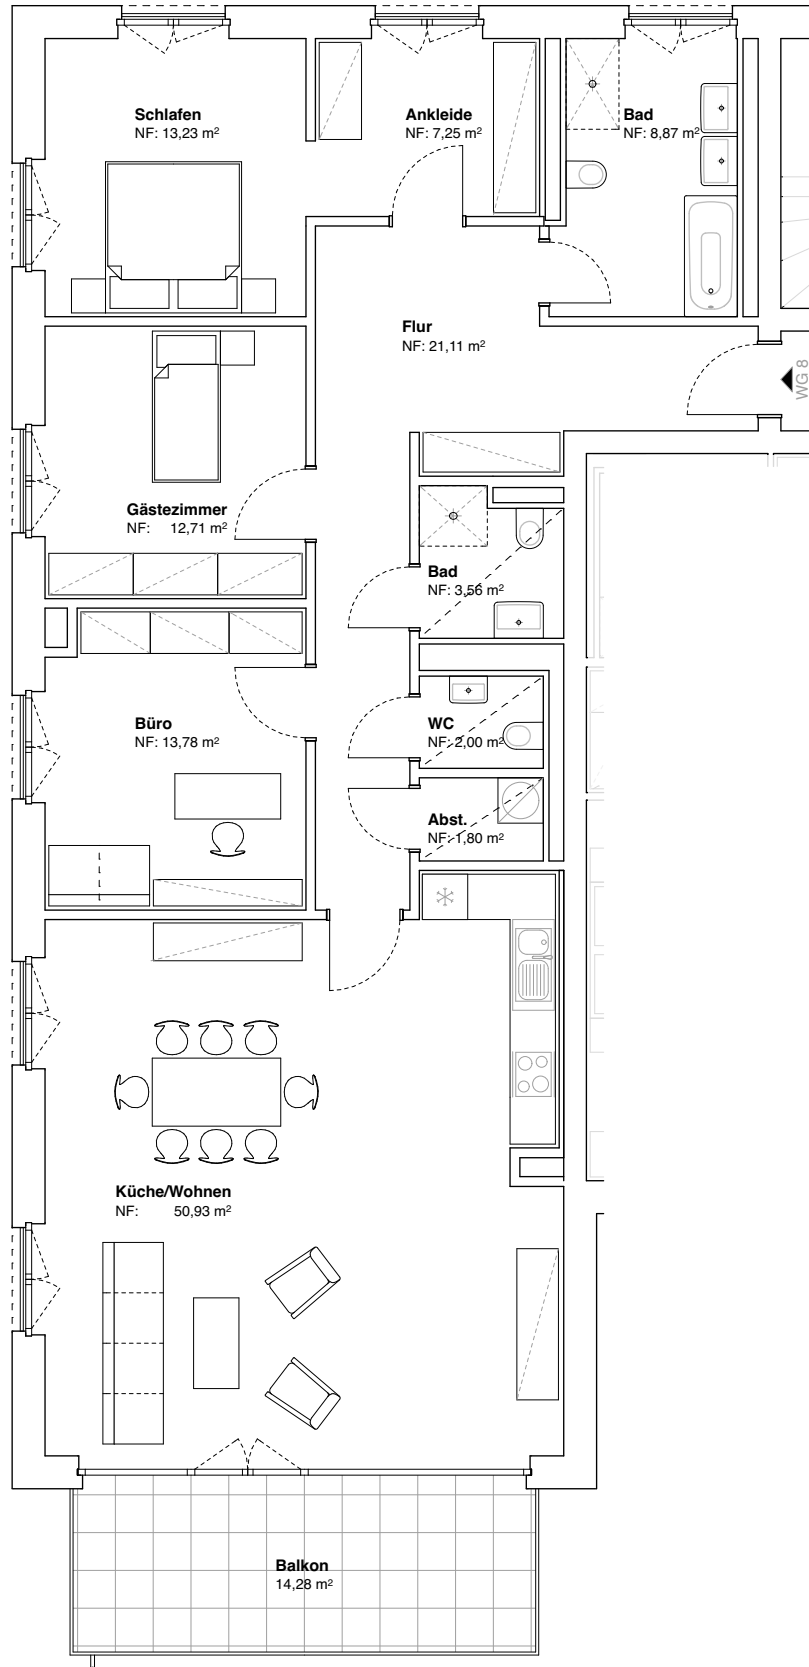 Schlafen
NF: 13,23 m²
Ankleide
NF: 7,25 m²
Bad
NF: 8,87 m²
Flur
NF: 21,11 m²
WG 8
Gästezimmer
NF: 12,71 m²
Bad
NF: 3,56 m²
Büro
NF: 13,78 m²
WC
NF: 2,00 m²
Abst.
NF: 1,80 m²
Küche/Wohnen
NF: 50,93 m²
Balkon
14,28 m²